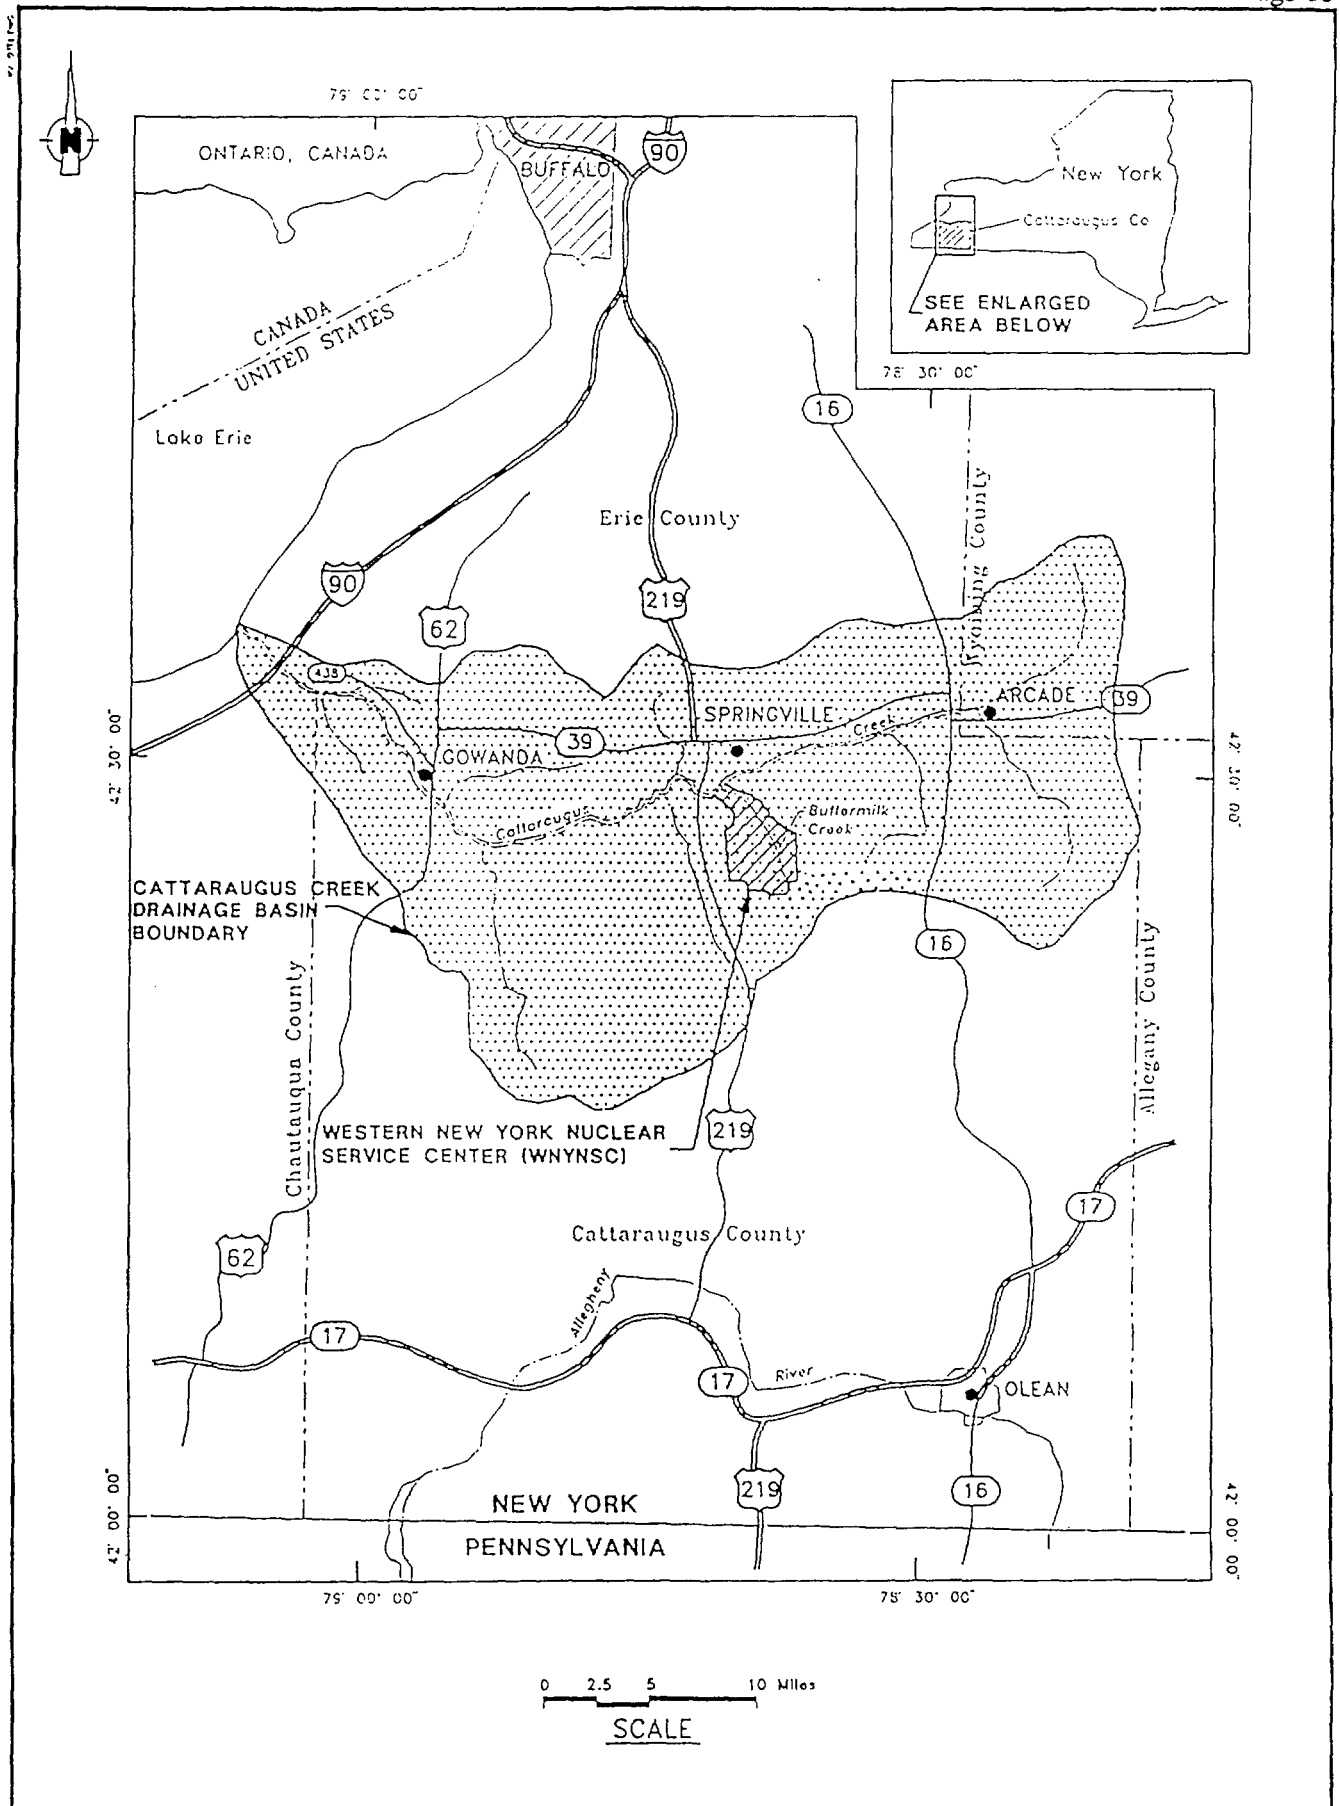 79° 00' 00"
N
ONTARIO, CANADA
BUFFALO
90
New York
Cattaraugus Co
SEE ENLARGED
AREA BELOW
CANADA
UNITED STATES
78° 30' 00"
16
Lake Erie
Erie County
Wyoming County
90
219
62
438
ARCADE
39
SPRINGVILLE
Creek
39
GOWANDA
42° 30' 00"
42° 30' 00"
Cattaraugus
Buttermilk
Creek
CATTARAUGUS CREEK
DRAINAGE BASIN
BOUNDARY
16
Chautauqua County
Allegany County
219
WESTERN NEW YORK NUCLEAR
SERVICE CENTER (WNYNSC)
17
Cattaraugus County
62
Allegheny
17
17
River
OLEAN
219
16
NEW YORK
PENNSYLVANIA
42° 00' 00"
42° 00' 00"
79° 00' 00"
78° 30' 00"
0 2.5 5 10 Miles
SCALE